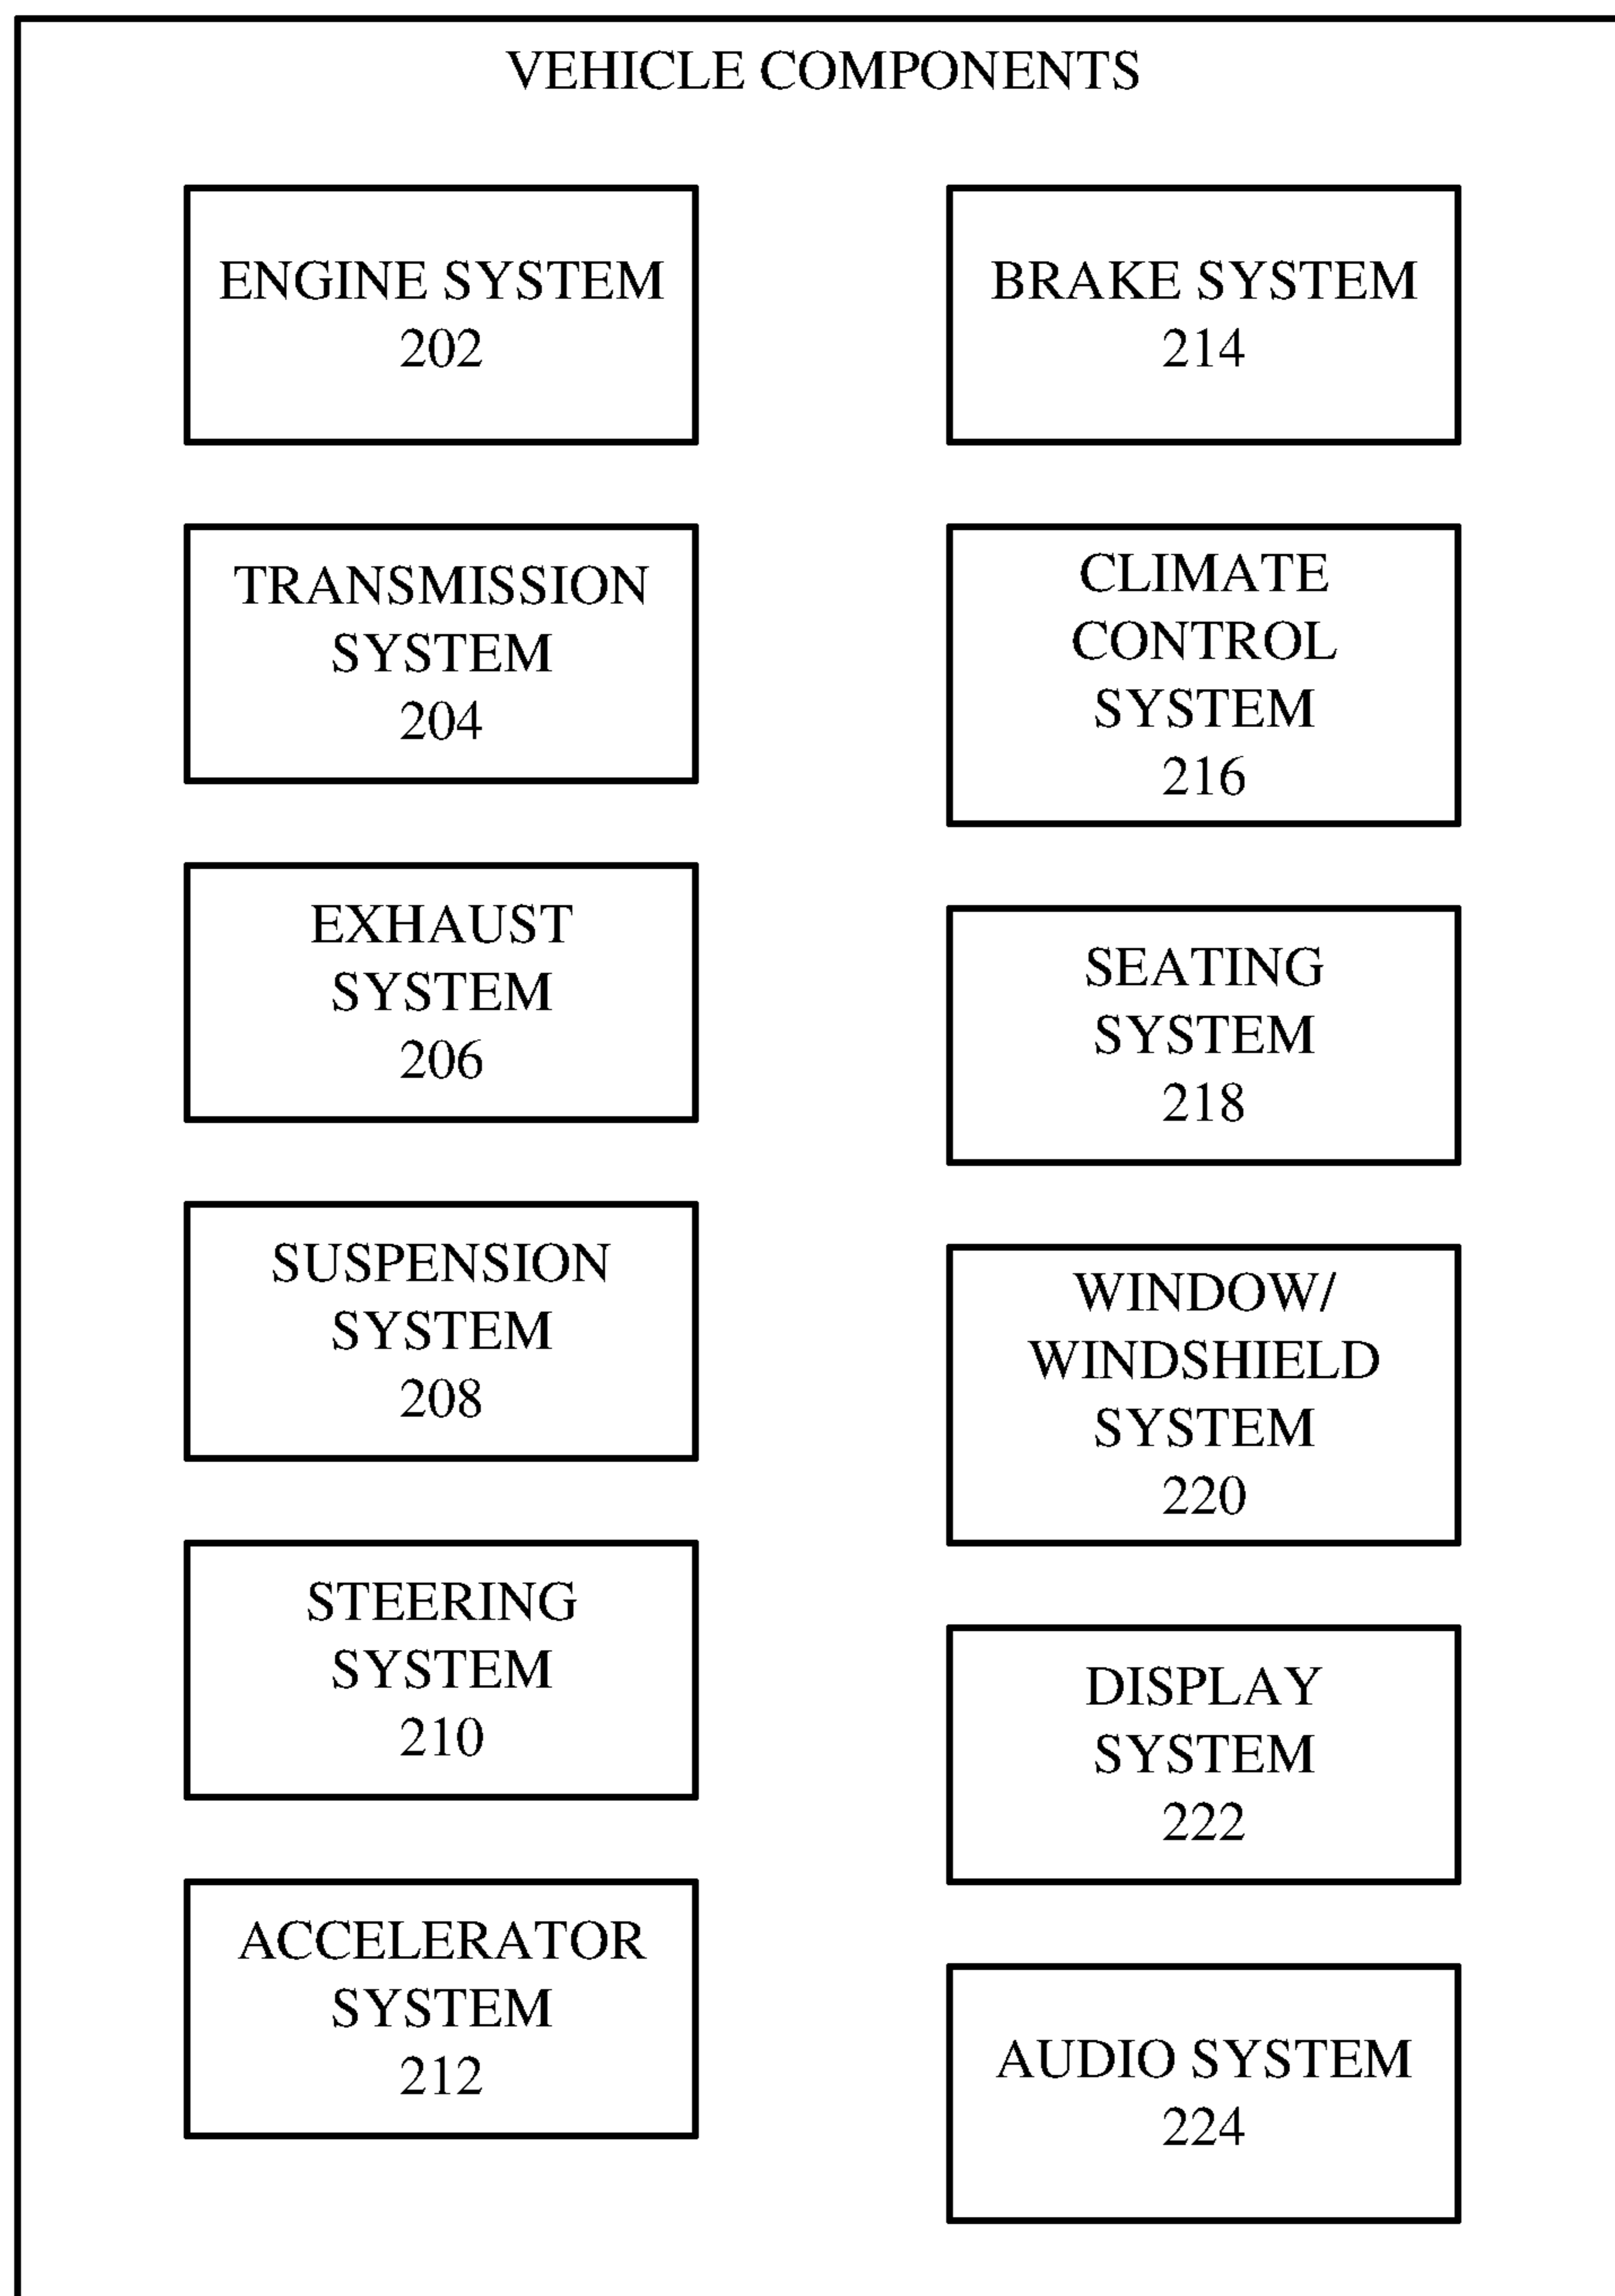 VEHICLE COMPONENTS
ENGINE SYSTEM
202
TRANSMISSION
SYSTEM
204
EXHAUST
SYSTEM
206
SUSPENSION
SYSTEM
208
STEERING
SYSTEM
210
ACCELERATOR
SYSTEM
212
BRAKE SYSTEM
214
CLIMATE
CONTROL
SYSTEM
216
SEATING
SYSTEM
218
WINDOW/
WINDSHIELD
SYSTEM
220
DISPLAY
SYSTEM
222
AUDIO SYSTEM
224